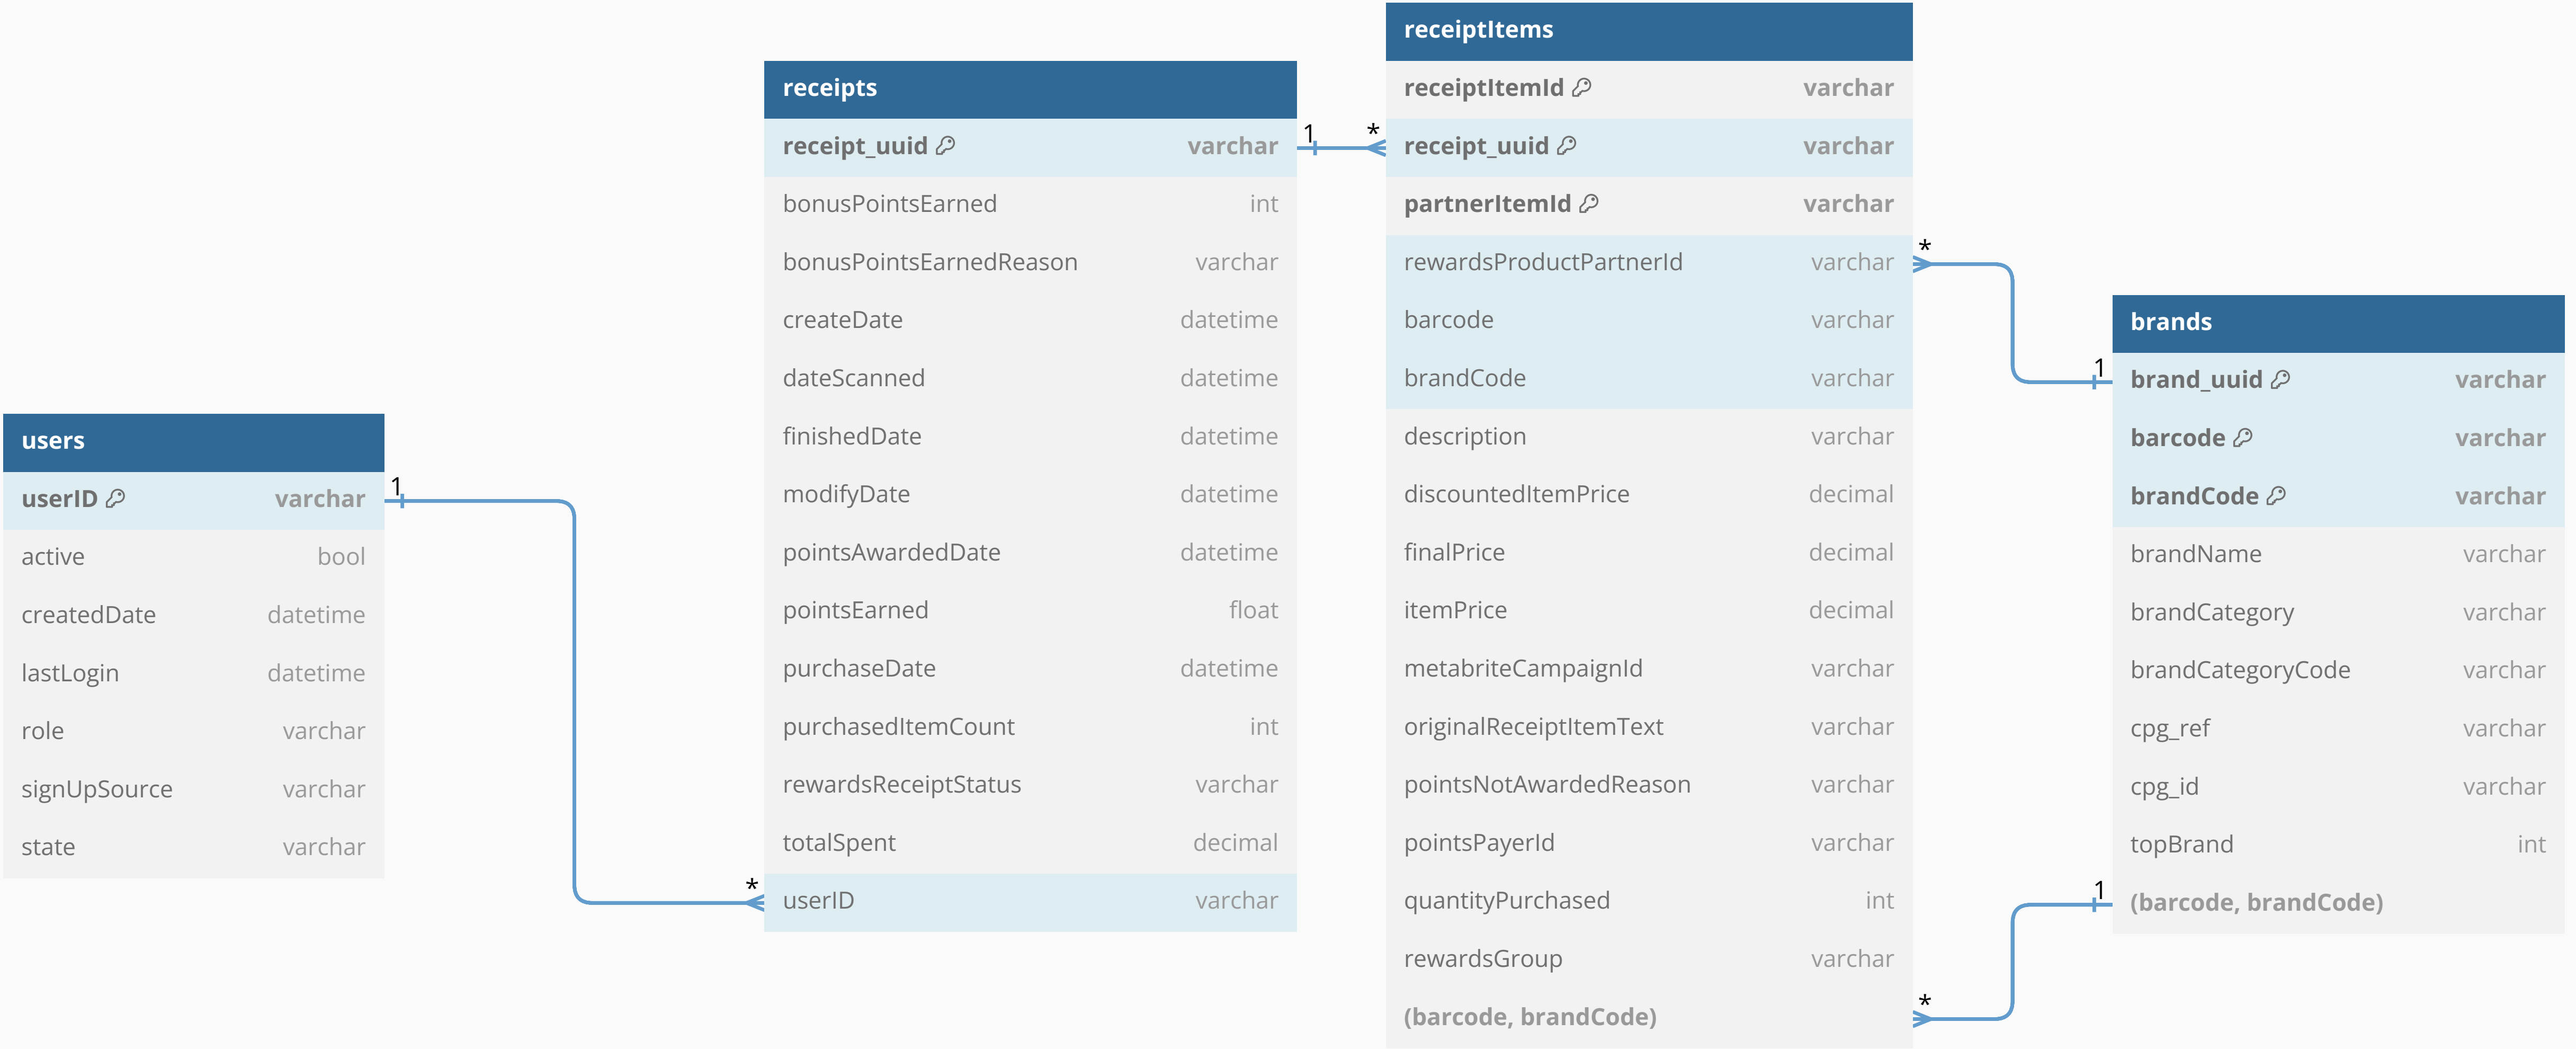 users
userID varchar
active bool
createdDate datetime
lastLogin datetime
role varchar
signUpSource varchar
state varchar
1
*
receipts
receipt_uuid varchar
bonusPointsEarned int
bonusPointsEarnedReason varchar
createDate datetime
dateScanned datetime
finishedDate datetime
modifyDate datetime
pointsAwardedDate datetime
pointsEarned float
purchaseDate datetime
purchasedItemCount int
rewardsReceiptStatus varchar
totalSpent decimal
userID varchar
1
*
receiptItems
receiptItemId varchar
receipt_uuid varchar
partnerItemId varchar
rewardsProductPartnerId varchar
barcode varchar
brandCode varchar
description varchar
discountedItemPrice decimal
finalPrice decimal
itemPrice decimal
metabriteCampaignId varchar
originalReceiptItemText varchar
pointsNotAwardedReason varchar
pointsPayerId varchar
quantityPurchased int
rewardsGroup varchar
(barcode, brandCode)
*
1
*
1
brands
brand_uuid varchar
barcode varchar
brandCode varchar
brandName varchar
brandCategory varchar
brandCategoryCode varchar
cpg_ref varchar
cpg_id varchar
topBrand int
(barcode, brandCode)